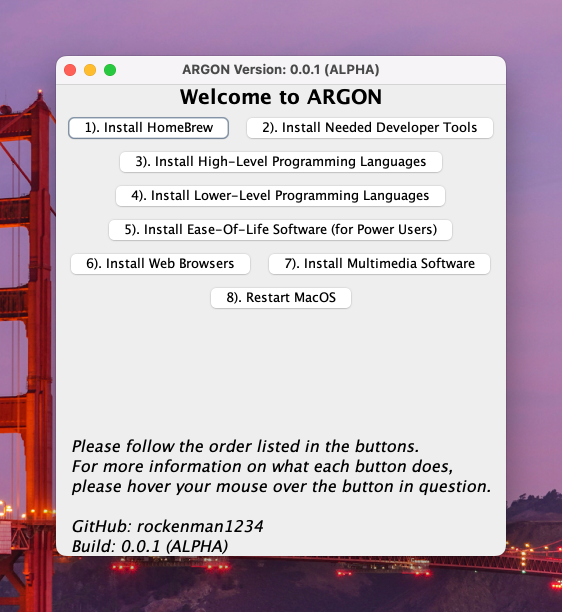 ARGON Version: 0.0.1 (ALPHA)
Welcome to ARGON
1). Install HomeBrew
2). Install Needed Developer Tools
3). Install High-Level Programming Languages
4). Install Lower-Level Programming Languages
5). Install Ease-Of-Life Software (for Power Users)
6). Install Web Browsers
7). Install Multimedia Software
8). Restart MacOS
Please follow the order listed in the buttons.
For more information on what each button does,
please hover your mouse over the button in question.
GitHub: rockenman1234
Build: 0.0.1 (ALPHA)